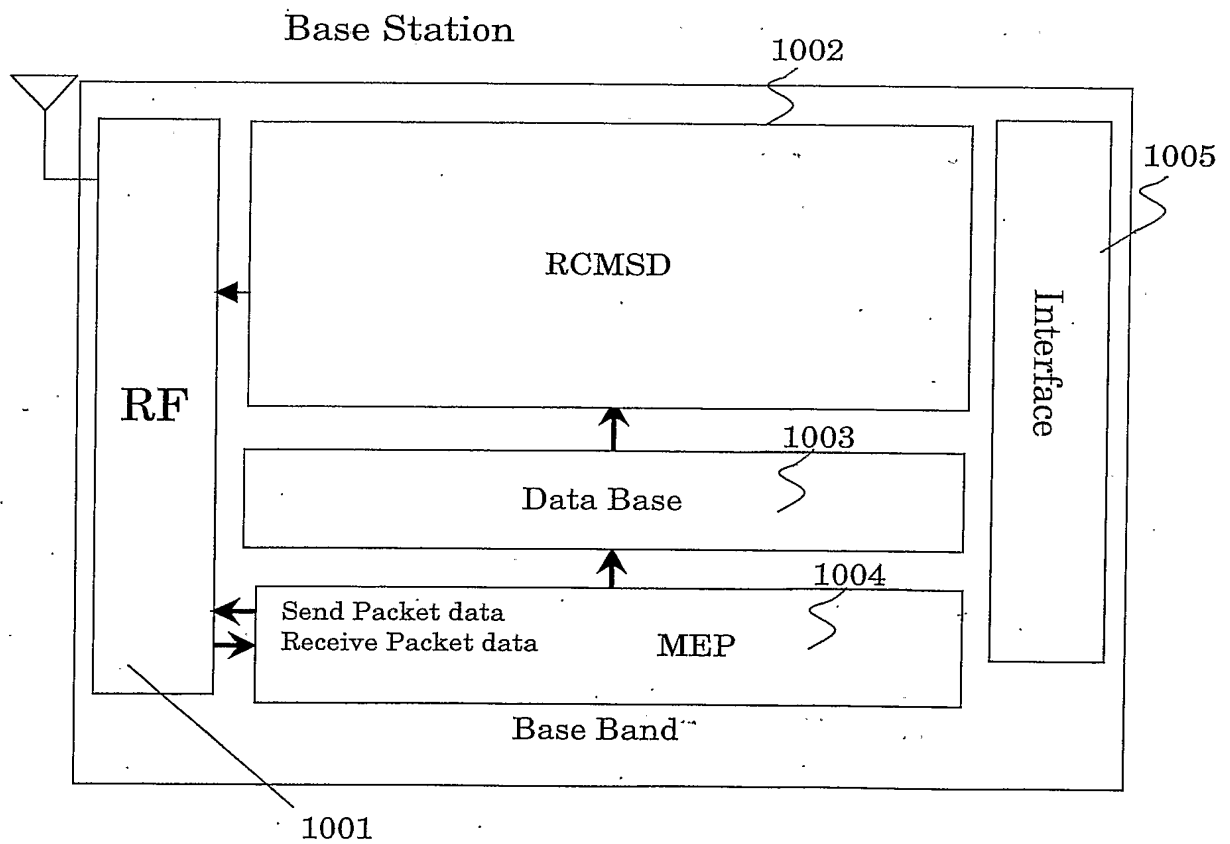 Base Station
1002
1005
RCMSD
Interface
RF
1003
Data Base
1004
Send Packet data
Receive Packet data
MEP
Base Band
1001